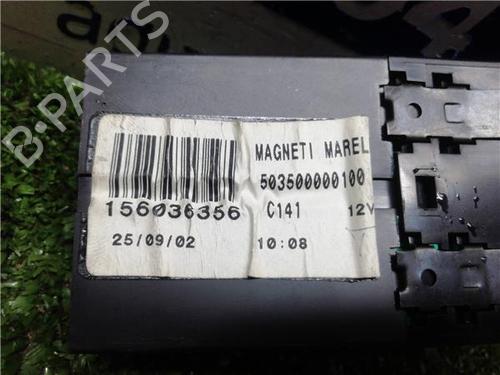 B-PARTS
MAGNETI MAREL
503500000100
156036356 C141 12V
25/09/02 10:08